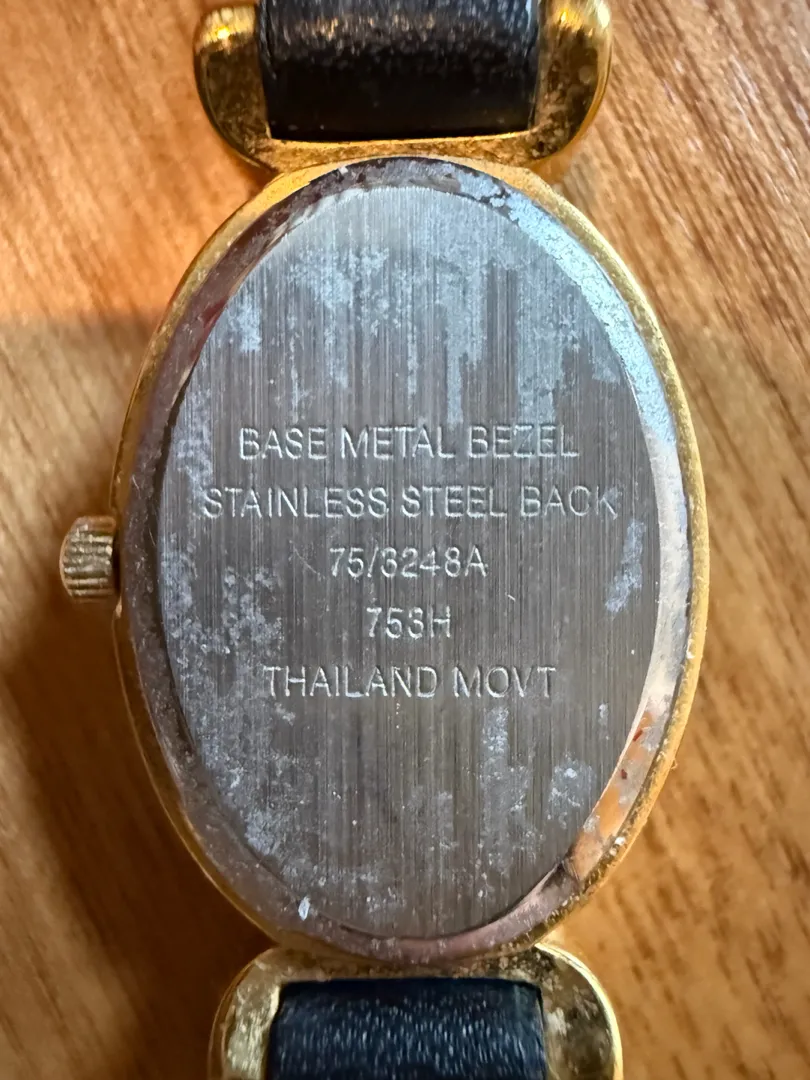 BASE METAL BEZEL
STAINLESS STEEL BACK
75/3248A
753H
THAILAND MOVT